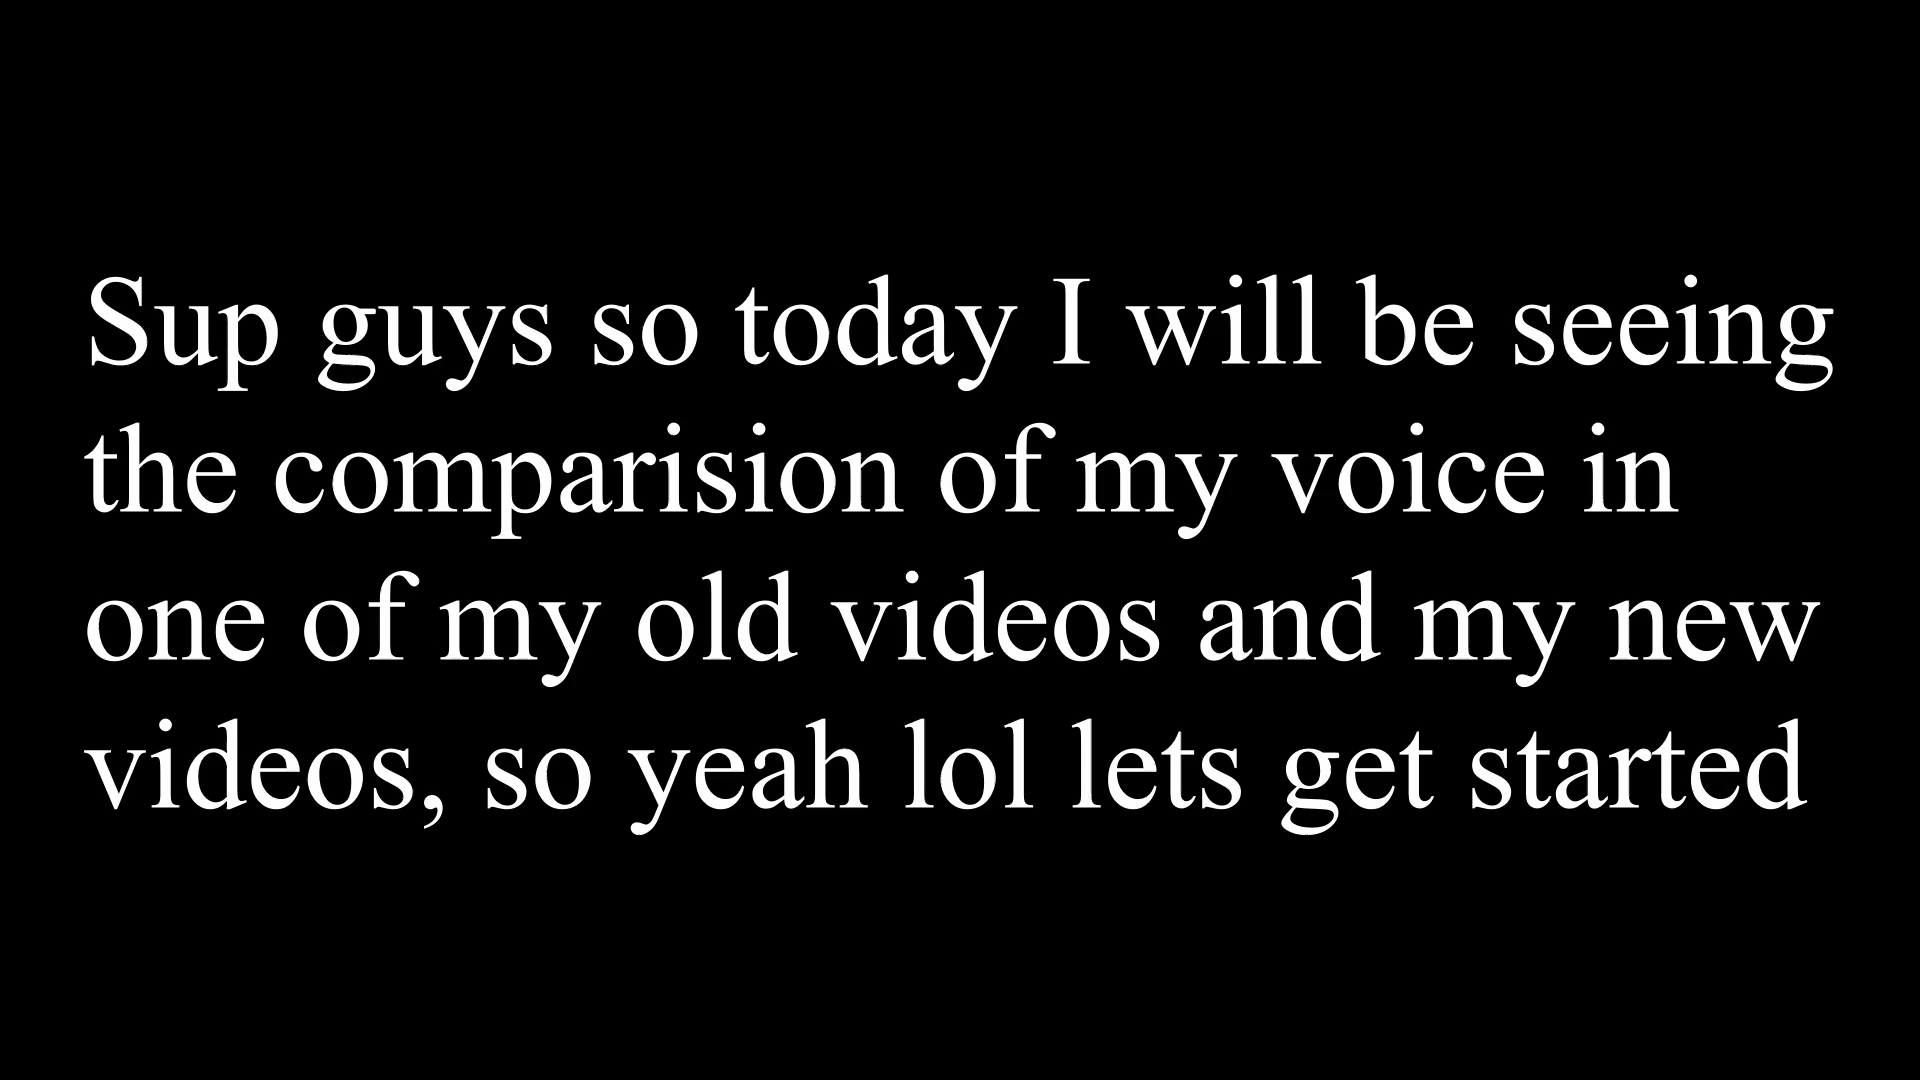 Sup guys so today I will be seeing
the comparision of my voice in
one of my old videos and my new
videos, so yeah lol lets get started